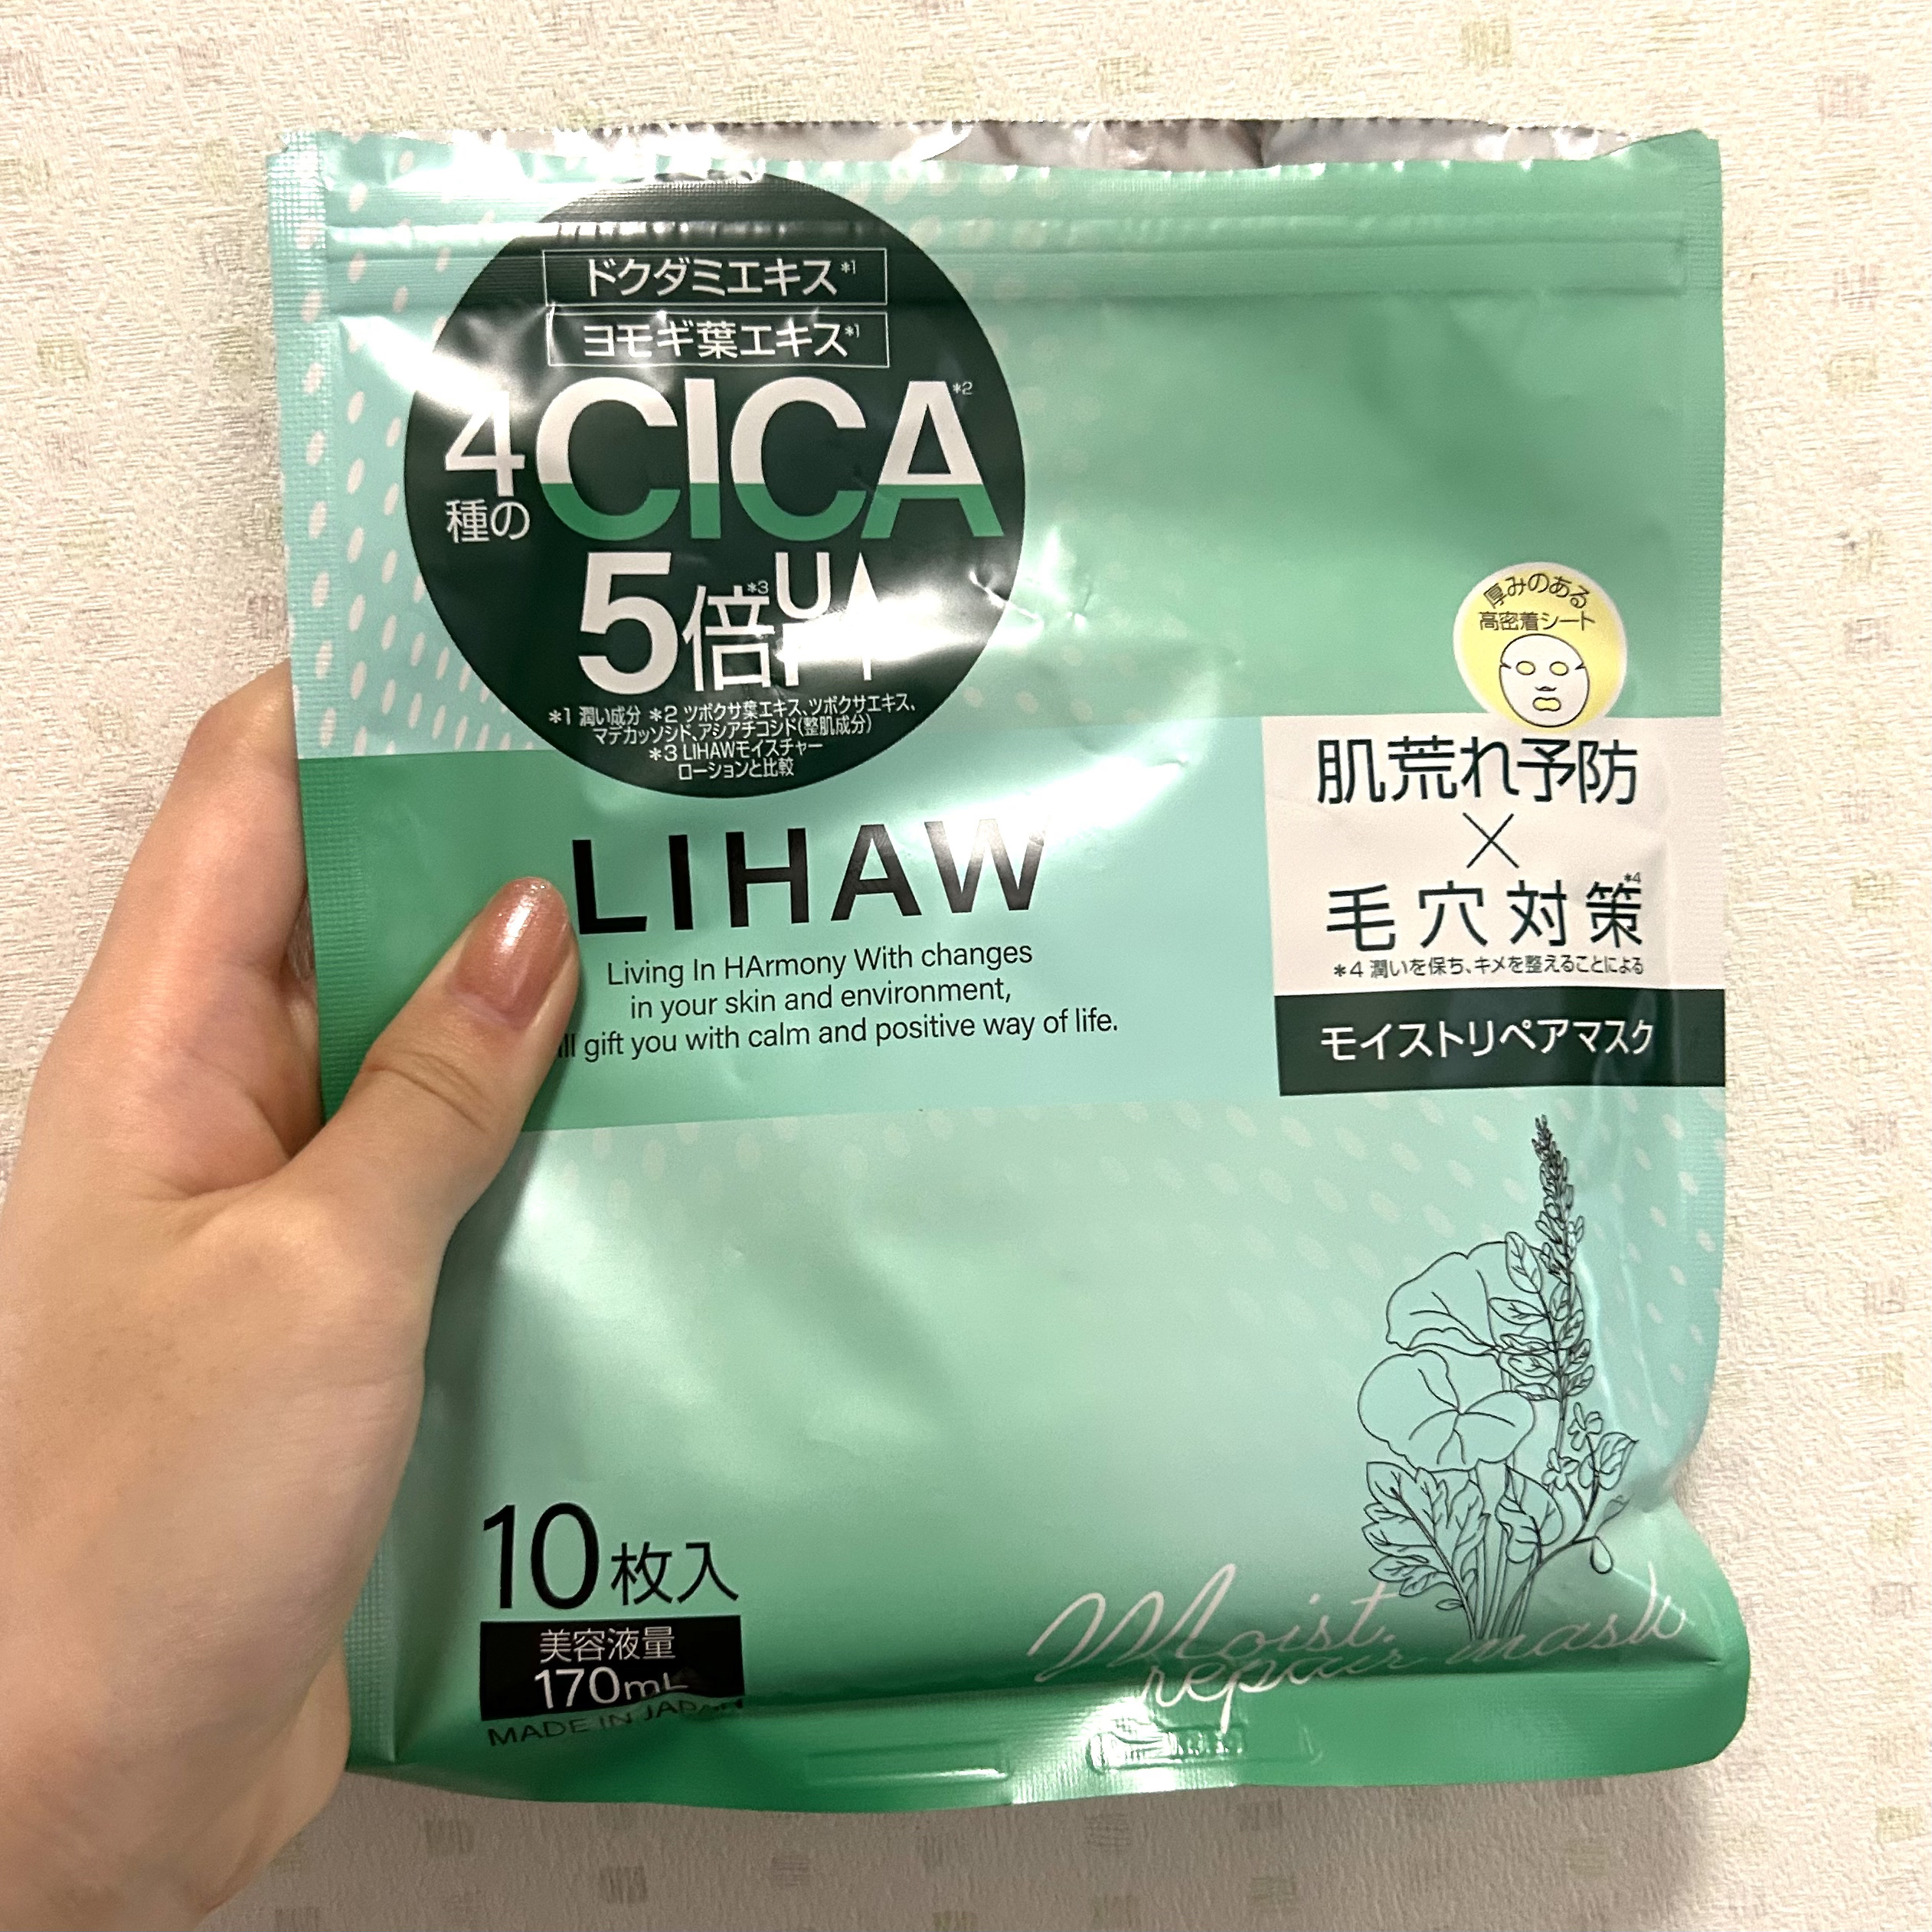 ドクダミエキス*1
ヨモギ葉エキス*1
4種のCICA*2
5倍*3
*1 潤い成分 *2 ツボクサ葉エキス、ツボクサエキス、
マデカッソシド、アシアチコシド(整肌成分)
*3 LIHAWモイスチャー
ローションと比較
LIHAW
Living In HArmony With changes
in your skin and environment,
gift you with calm and positive way of life.
厚みのある
高密着シート
肌荒れ予防
×
毛穴対策*4
*4 潤いを保ち、キメを整えることによる
モイストリペアマスク
10枚入
美容液量
170mL
MADE IN JAPAN
Moist
repair mask